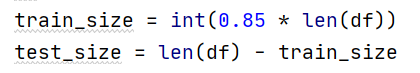 train_size = int(0.85 * len(df))
test_size = len(df) - train_size